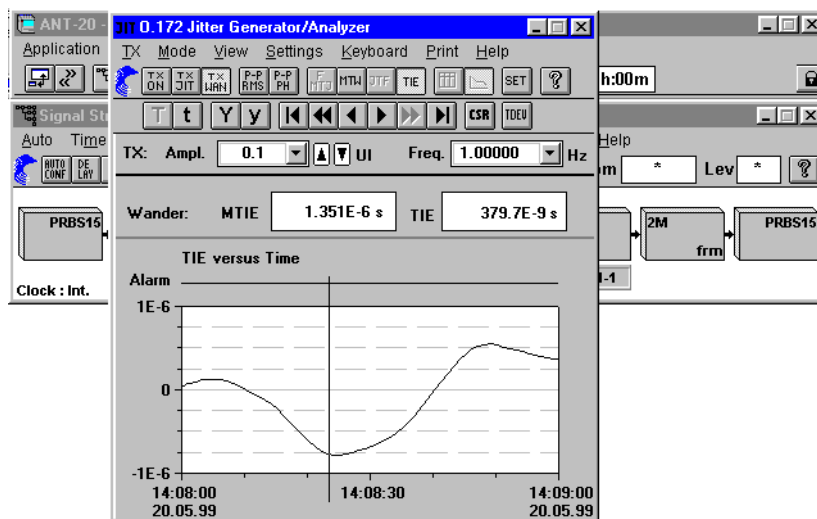 ANT-20 -
O.172 Jitter Generator/Analyzer
Application
TX Mode View Settings Keyboard Print Help
TX ON TX JIT TX WAN P-P RMS P-P PH F MTJ MTW JTF TIE SET ?
h:00m
Signal Str
T t Y y CSR TDEV
Auto Time
Help
AUTO CONF DE LAY
TX: Ampl. 0.1 UI Freq. 1.00000 Hz
om * Lev * ?
Wander: MTIE 1.351E-6 s TIE 379.7E-9 s
PRBS15
2M frm
PRBS15
Clock : Int.
TIE versus Time
Alarm
1E-6
0
-1E-6
14:08:00 14:08:30 14:09:00
20.05.99 20.05.99